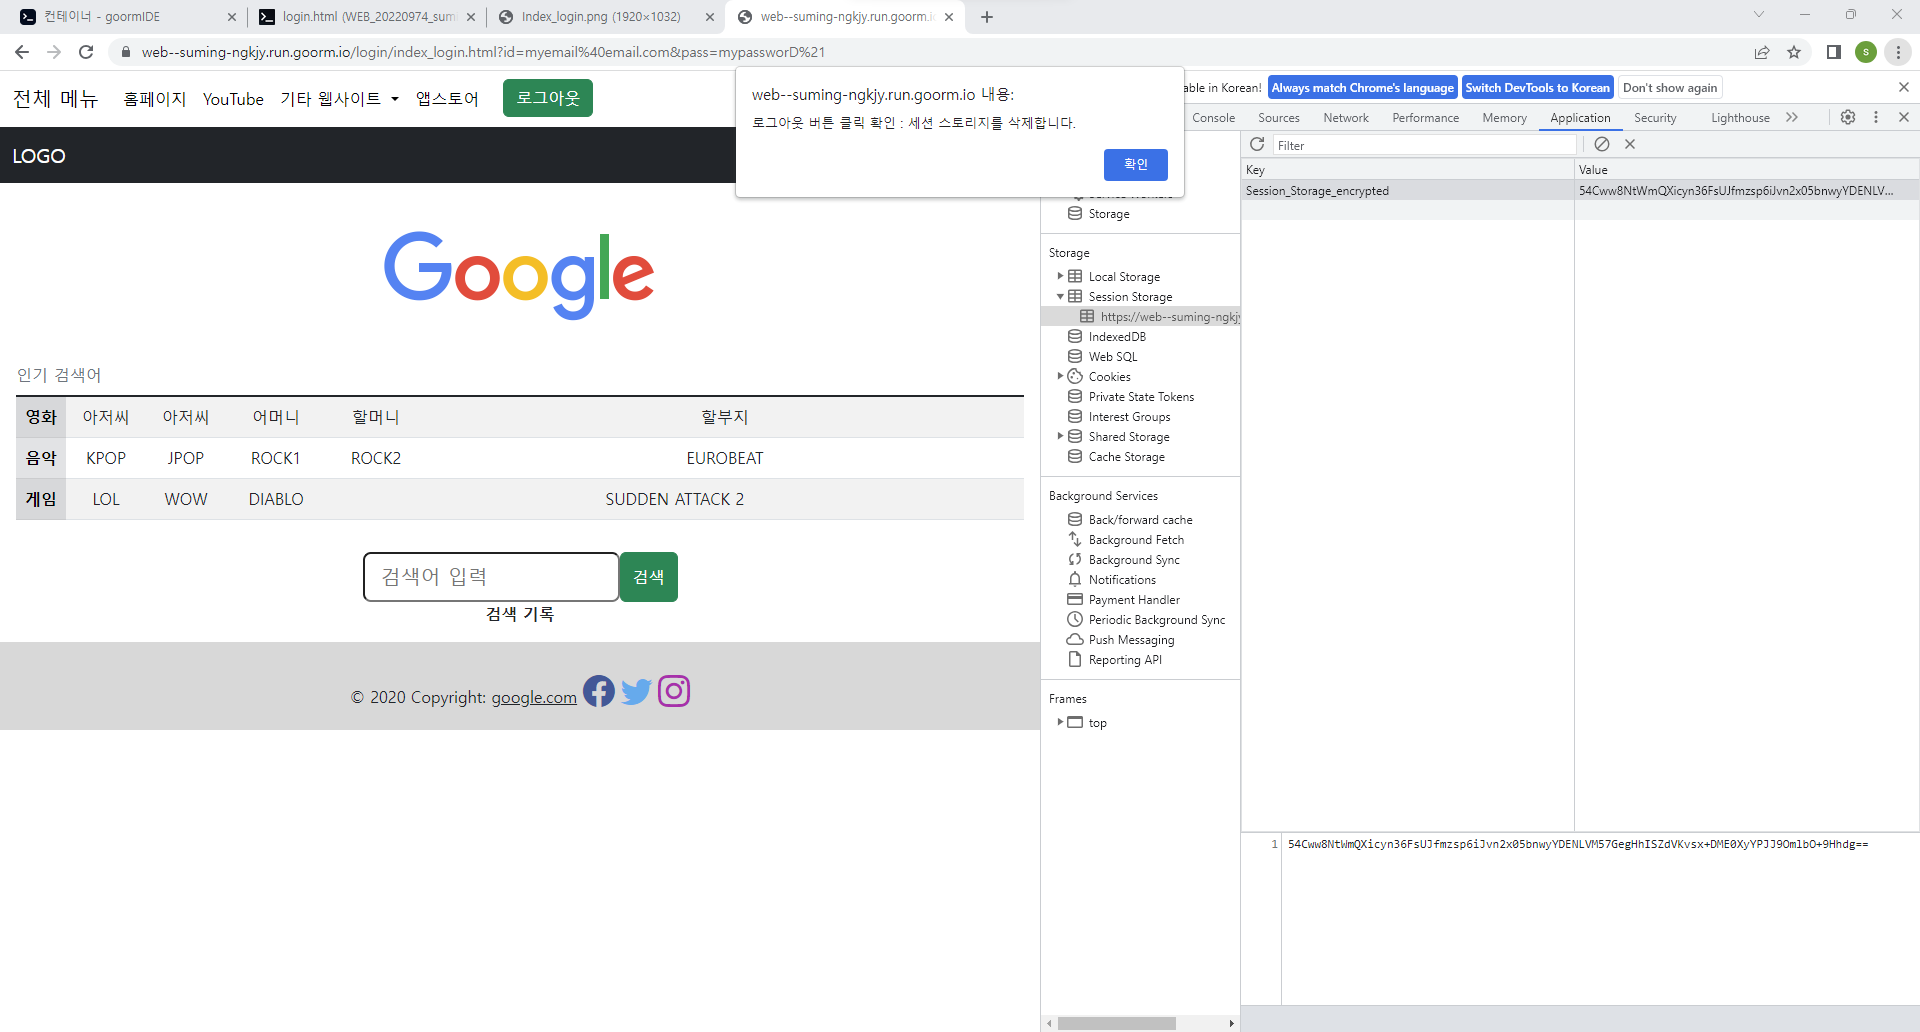 컨테이너 - goormIDE
login.html (WEB_20220974_sumi
Index_login.png (1920×1032)
web--suming-ngkjy.run.goorm.i
web--suming-ngkjy.run.goorm.io/login/index_login.html?id=myemail%40email.com&pass=mypassworD%21
S
전체 메뉴 홈페이지 YouTube 기타 웹사이트 앱스토어 로그아웃
web--suming-ngkjy.run.goorm.io 내용:
로그아웃 버튼 클릭 확인 : 세션 스토리지를 삭제합니다.
확인
able in Korean! Always match Chrome's language Switch DevTools to Korean Don't show again
Console Sources Network Performance Memory Application Security Lighthouse
Filter
Key Value
Session_Storage_encrypted 54Cww8NtWmQXicyn36FsUJfmzsp6iJvn2x05bnwyYDENLV...
LOGO
Google
인기 검색어
영화 아저씨 아저씨 어머니 할머니 할부지
음악 KPOP JPOP ROCK1 ROCK2 EUROBEAT
게임 LOL WOW DIABLO SUDDEN ATTACK 2
검색어 입력 검색
검색 기록
© 2020 Copyright: google.com
Storage
Storage
Local Storage
Session Storage
https://web--suming-ngkjy
IndexedDB
Web SQL
Cookies
Private State Tokens
Interest Groups
Shared Storage
Cache Storage
Background Services
Back/forward cache
Background Fetch
Background Sync
Notifications
Payment Handler
Periodic Background Sync
Push Messaging
Reporting API
Frames
top
1 54Cww8NtWmQXicyn36FsUJfmzsp6iJvn2x05bnwyYDENLVM57GegHhISZdVKvsx+DME0XyYPJJ9OmlbO+9Hhdg==